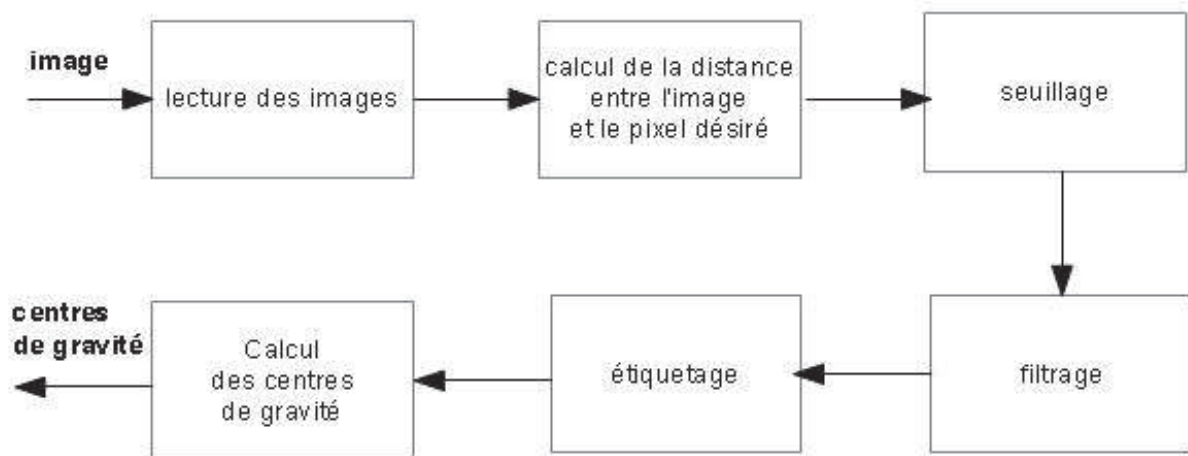 image
lecture des images
calcul de la distance
entre l'image
et le pixel désiré
seuillage
filtrage
étiquetage
Calcul
des centres
de gravité
centres
de gravité